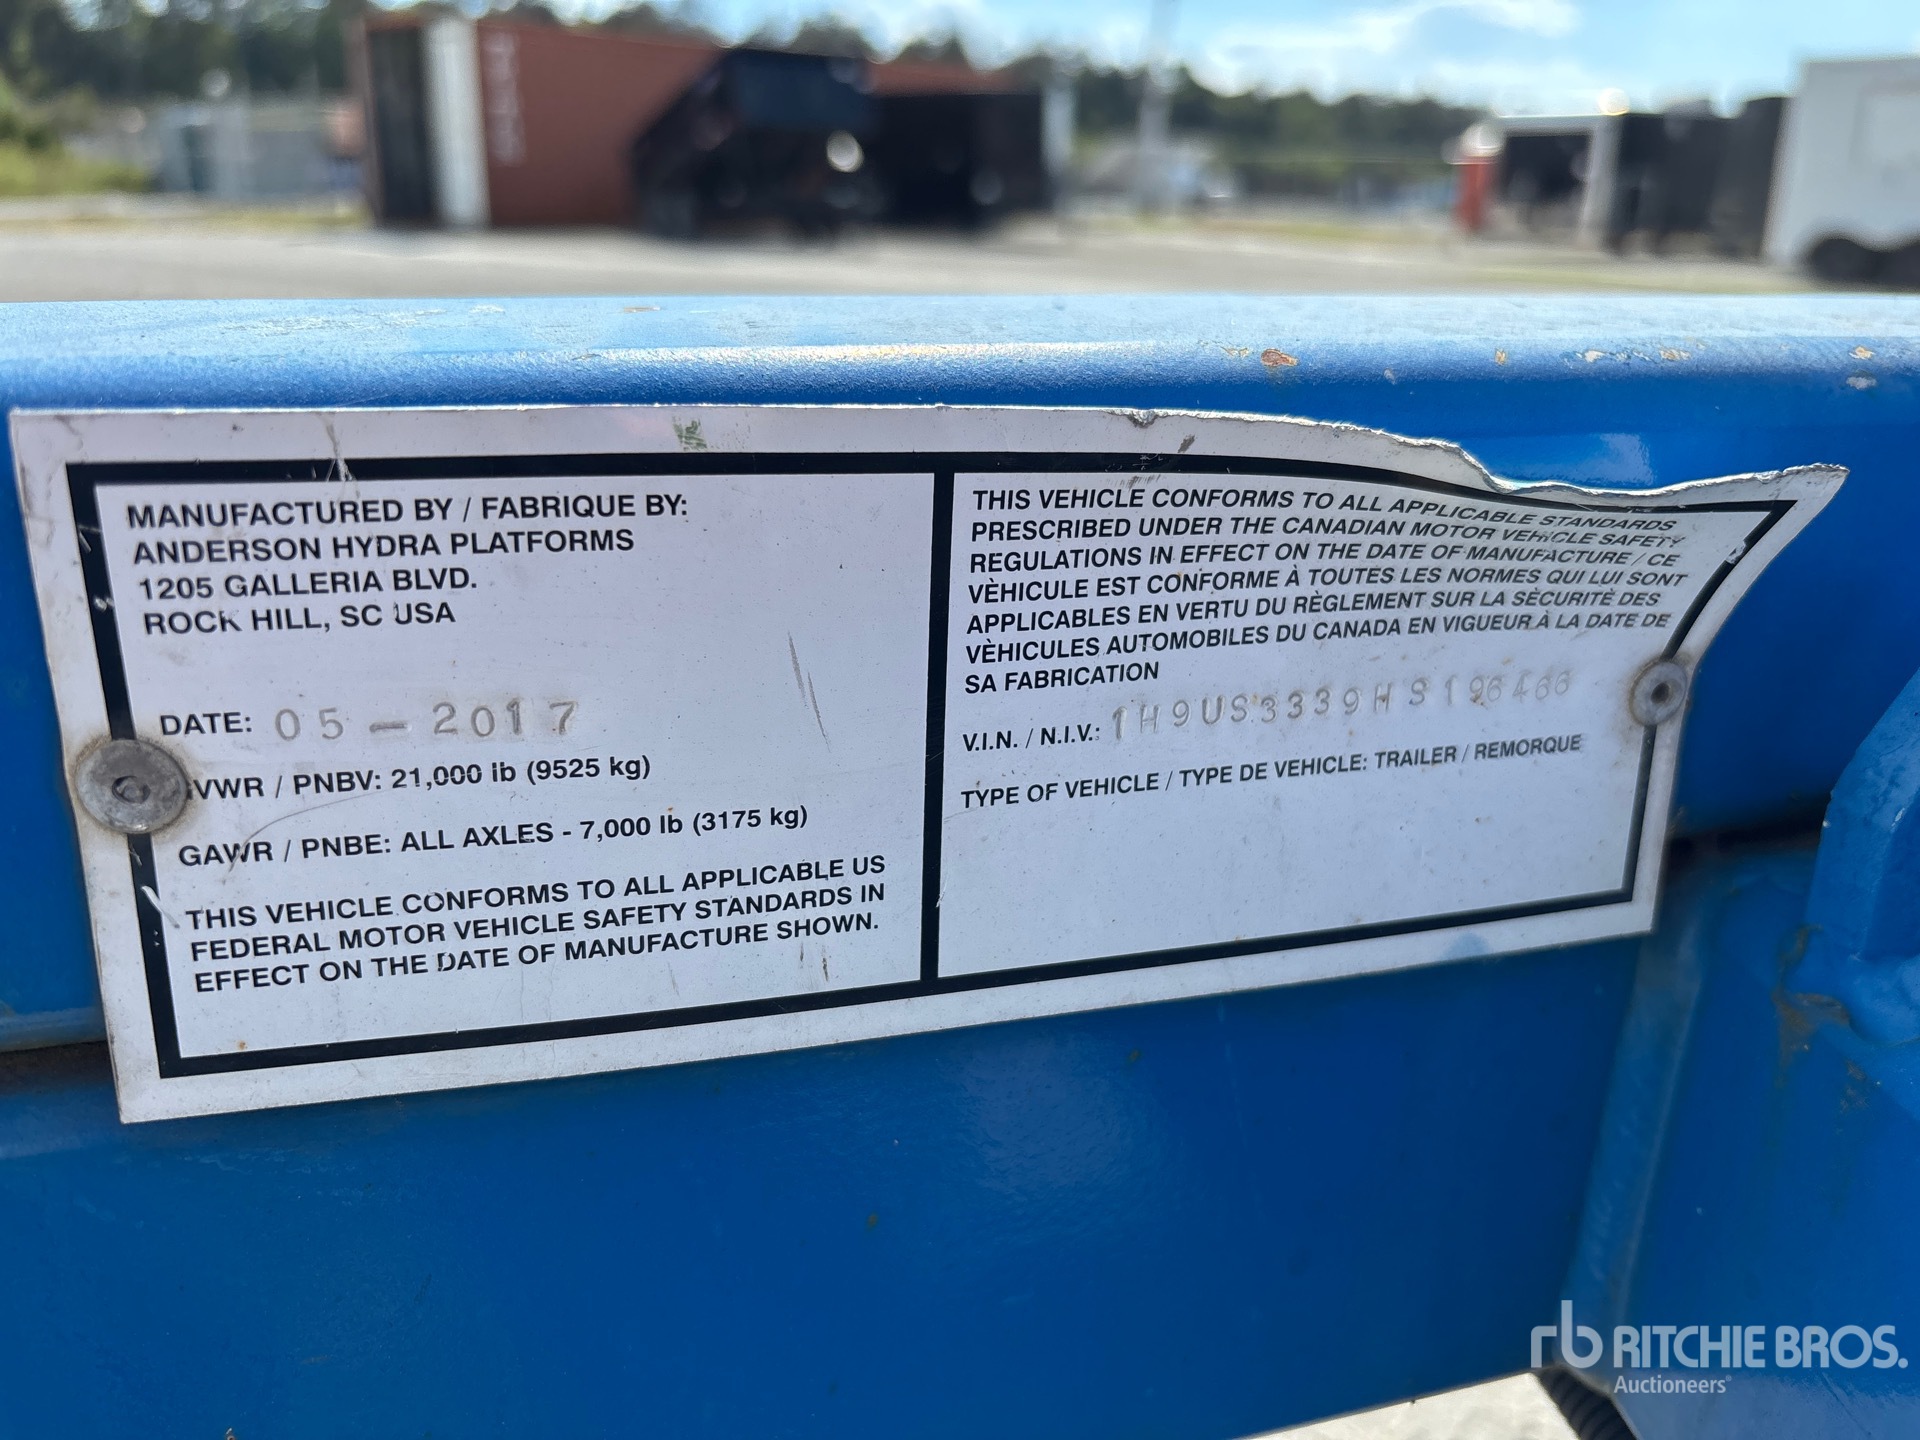 MANUFACTURED BY / FABRIQUE BY:
ANDERSON HYDRA PLATFORMS
1205 GALLERIA BLVD.
ROCK HILL, SC USA
DATE: 05-2017
VWR / PNBV: 21,000 lb (9525 kg)
GAWR / PNBE: ALL AXLES - 7,000 lb (3175 kg)
THIS VEHICLE CONFORMS TO ALL APPLICABLE US
FEDERAL MOTOR VEHICLE SAFETY STANDARDS IN
EFFECT ON THE DATE OF MANUFACTURE SHOWN.
THIS VEHICLE CONFORMS TO ALL APPLICABLE STANDARDS
PRESCRIBED UNDER THE CANADIAN MOTOR VEHICLE SAFETY
REGULATIONS IN EFFECT ON THE DATE OF MANUFACTURE / CE
VÈHICULE EST CONFORME À TOUTES LES NORMES QUI LUI SONT
APPLICABLES EN VERTU DU RÈGLEMENT SUR LA SÈCURITÈ DES
VÈHICULES AUTOMOBILES DU CANADA EN VIGUEUR À LA DATE DE
SA FABRICATION
V.I.N. / N.I.V.: 1H9US3339HS196466
TYPE OF VEHICLE / TYPE DE VEHICLE: TRAILER / REMORQUE
rb RITCHIE BROS.
Auctioneers